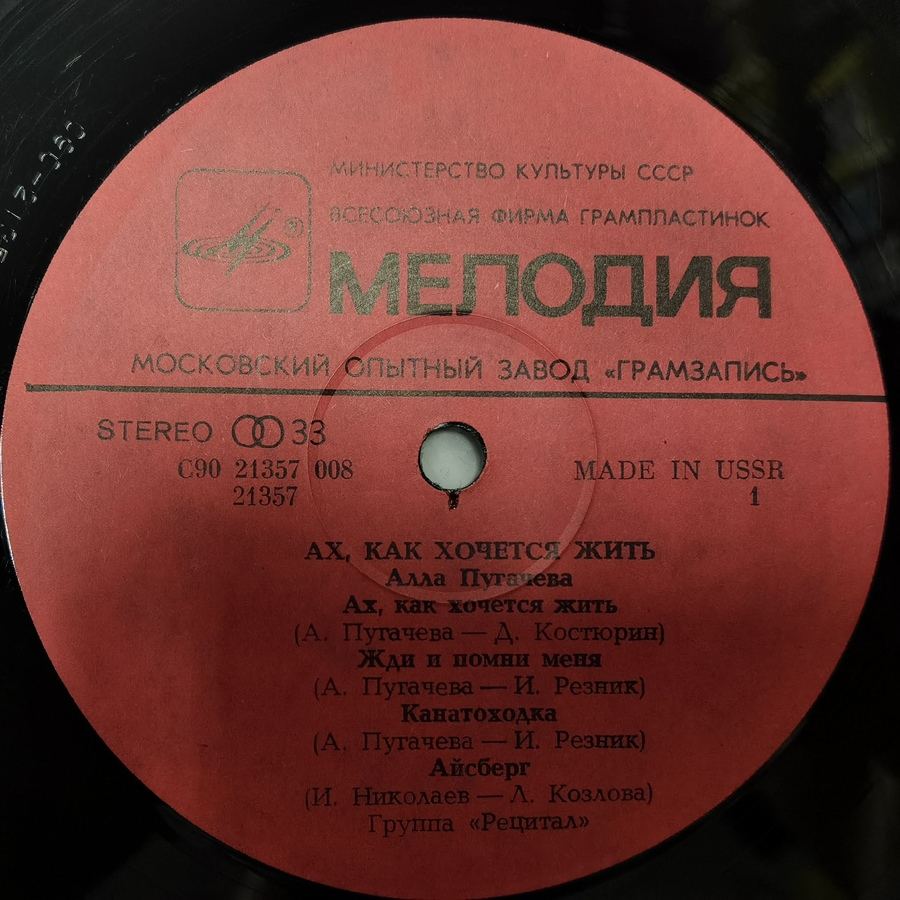 МИНИСТЕРСТВО КУЛЬТУРЫ СССР
ВСЕСОЮЗНАЯ ФИРМА ГРАМПЛАСТИНОК
МЕЛОДИЯ
МОСКОВСКИЙ ОПЫТНЫЙ ЗАВОД «ГРАМЗАПИСЬ»
STEREO 33
С90 21357 008 MADE IN USSR
21357 1
АХ, КАК ХОЧЕТСЯ ЖИТЬ
Алла Пугачева
Ах, как хочется жить
(А. Пугачева — Д. Костюрин)
Жди и помни меня
(А. Пугачева — И. Резник)
Канатоходка
(А. Пугачева — И. Резник)
Айсберг
(И. Николаев — Л. Козлова)
Группа «Рецитал»